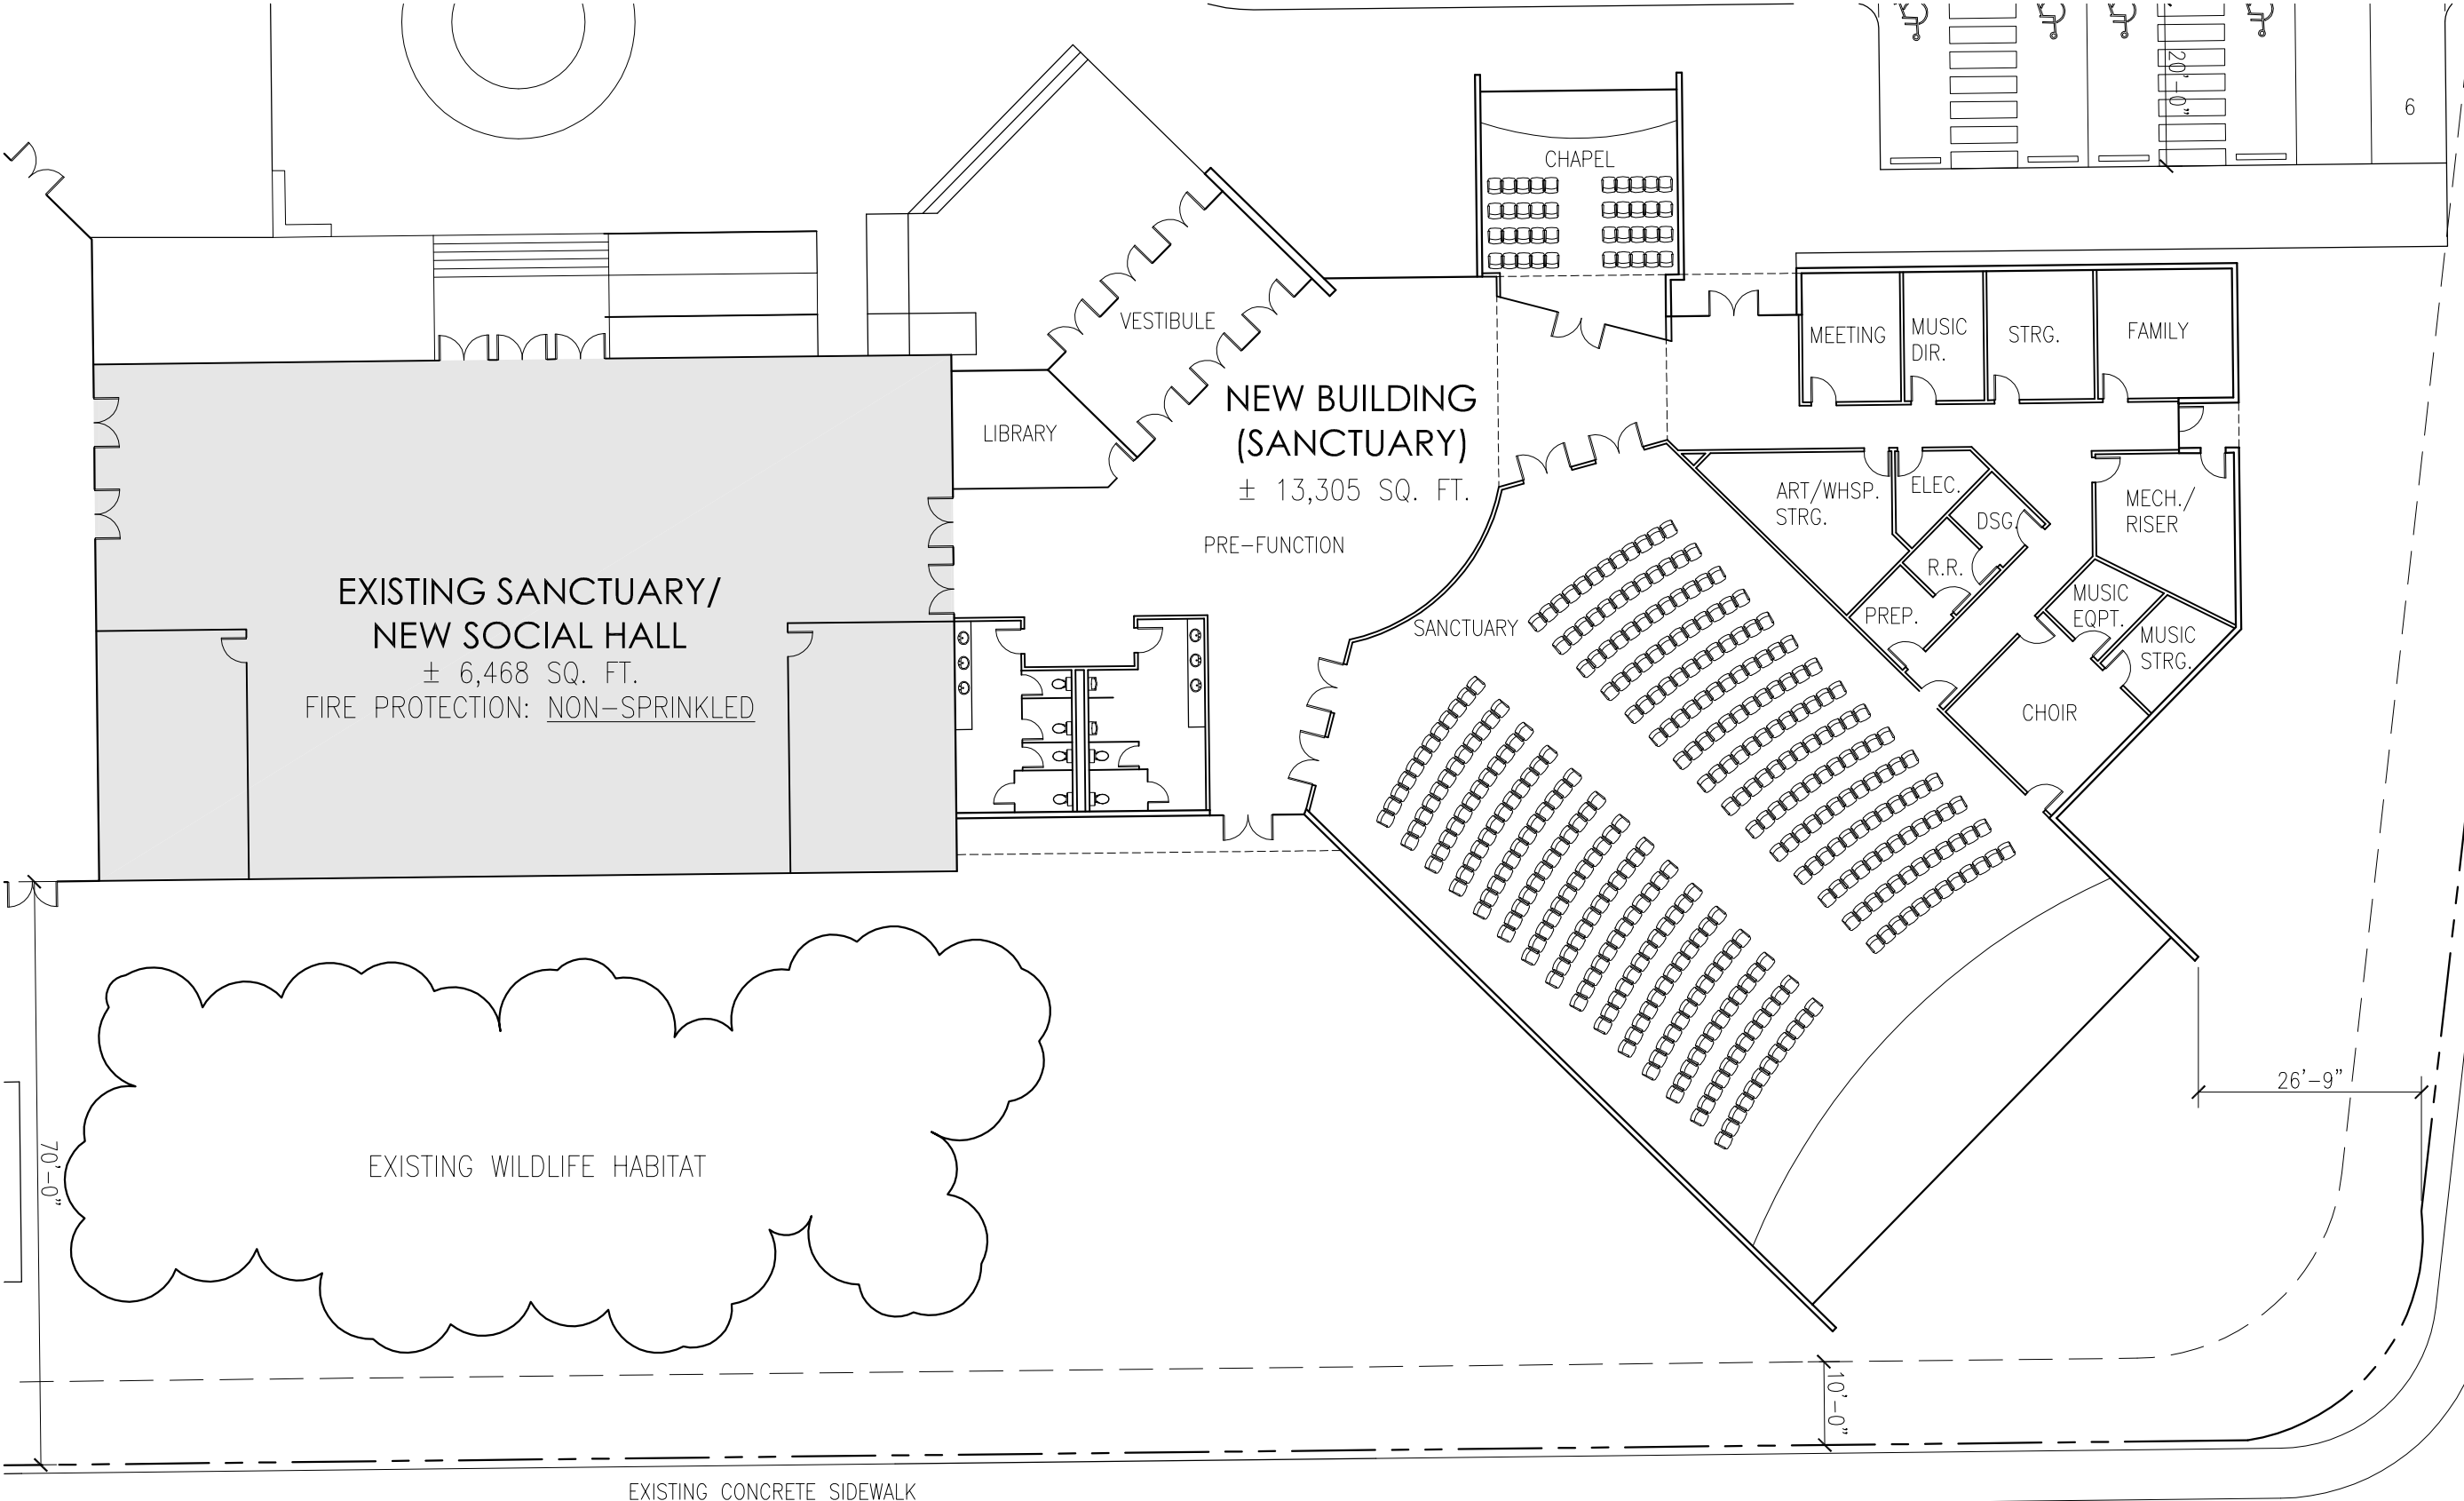 20'-0"
6
CHAPEL
VESTIBULE
MEETING
MUSIC
DIR.
STRG.
FAMILY
NEW BUILDING
(SANCTUARY)
± 13,305 SQ. FT.
LIBRARY
PRE-FUNCTION
ART/WHSP.
STRG.
ELEC.
DSG.
MECH./
RISER
R.R.
PREP.
MUSIC
EQPT.
MUSIC
STRG.
EXISTING SANCTUARY/
NEW SOCIAL HALL
± 6,468 SQ. FT.
FIRE PROTECTION: NON-SPRINKLED
SANCTUARY
CHOIR
26'-9"
70'-0"
EXISTING WILDLIFE HABITAT
10'-0"
EXISTING CONCRETE SIDEWALK